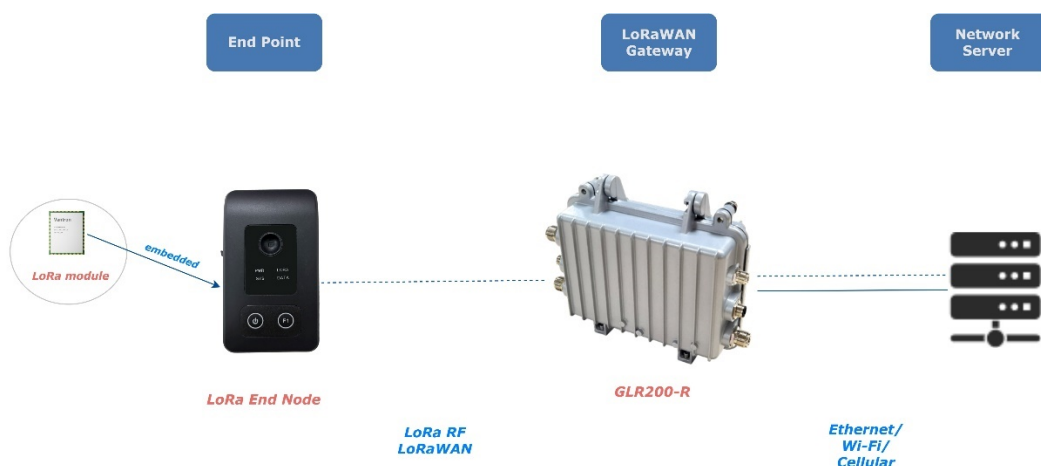 End Point
LoRaWAN
Gateway
Network
Server
embedded
LoRa module
F1
LoRa End Node
GLR200-R
LoRa RF
LoRaWAN
Ethernet/
Wi-Fi/
Cellular